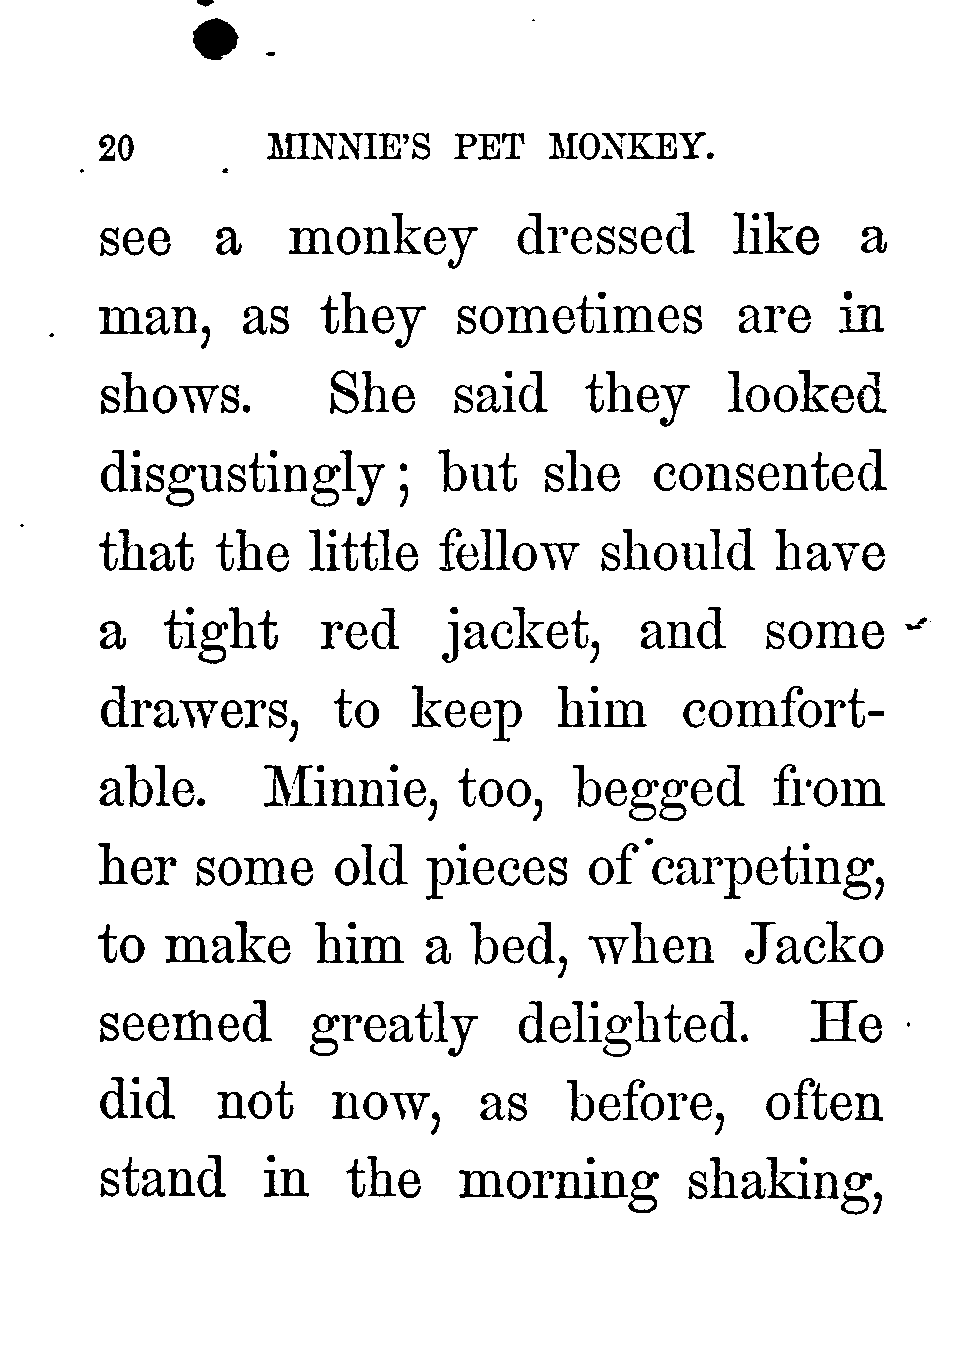 20 MINNIE'S PET MONKEY.
see a monkey dressed like a
man, as they sometimes are in
shows. She said they looked
disgustingly; but she consented
that the little fellow should have
a tight red jacket, and some
drawers, to keep him comfort-
able. Minnie, too, begged from
her some old pieces of carpeting,
to make him a bed, when Jacko
seemed greatly delighted. He
did not now, as before, often
stand in the morning shaking,